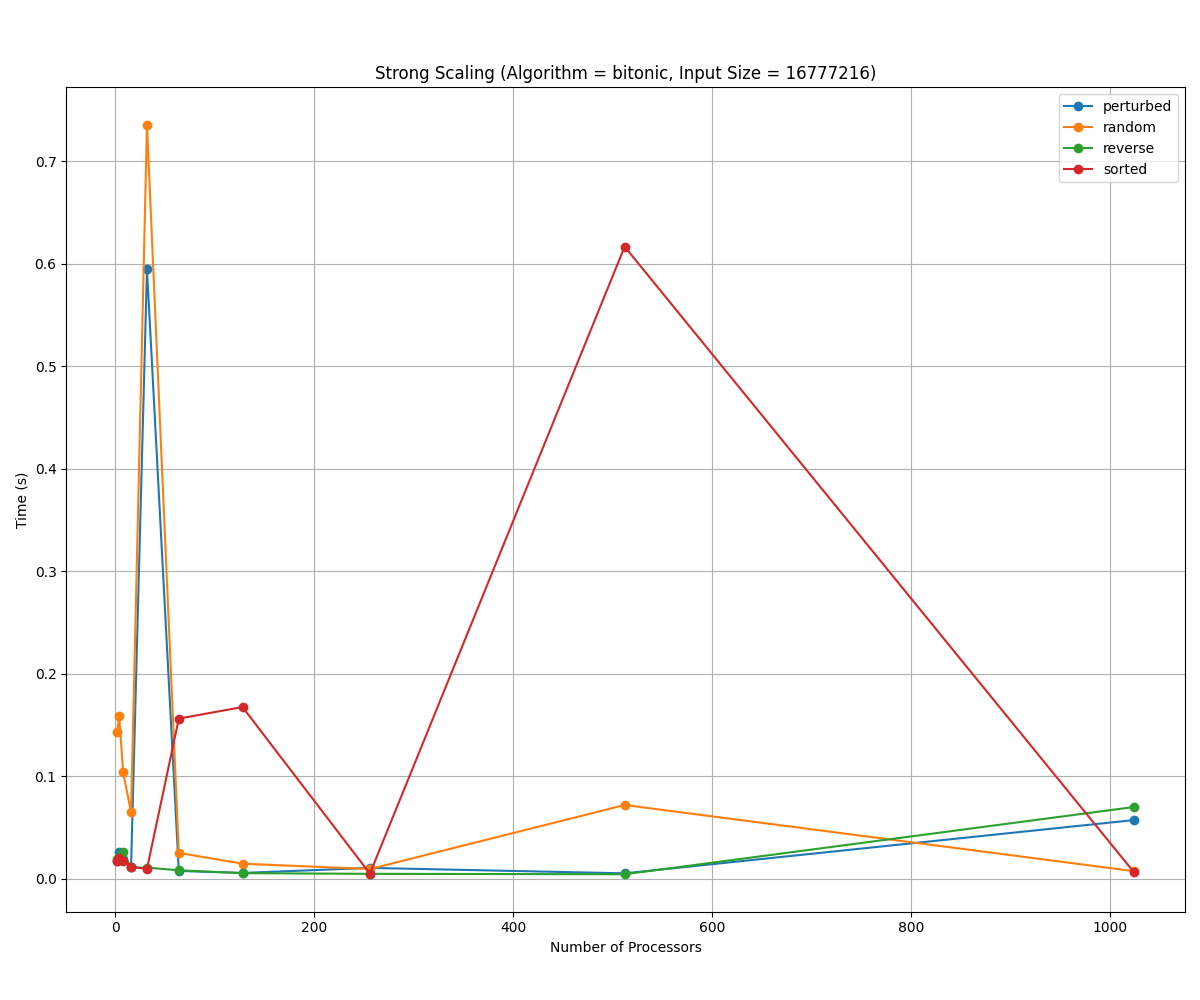 Strong Scaling (Algorithm = bitonic, Input Size = 16777216)
perturbed
random
reverse
sorted
Time (s)
0.7
0.6
0.5
0.4
0.3
0.2
0.1
0.0
0 200 400 600 800 1000
Number of Processors